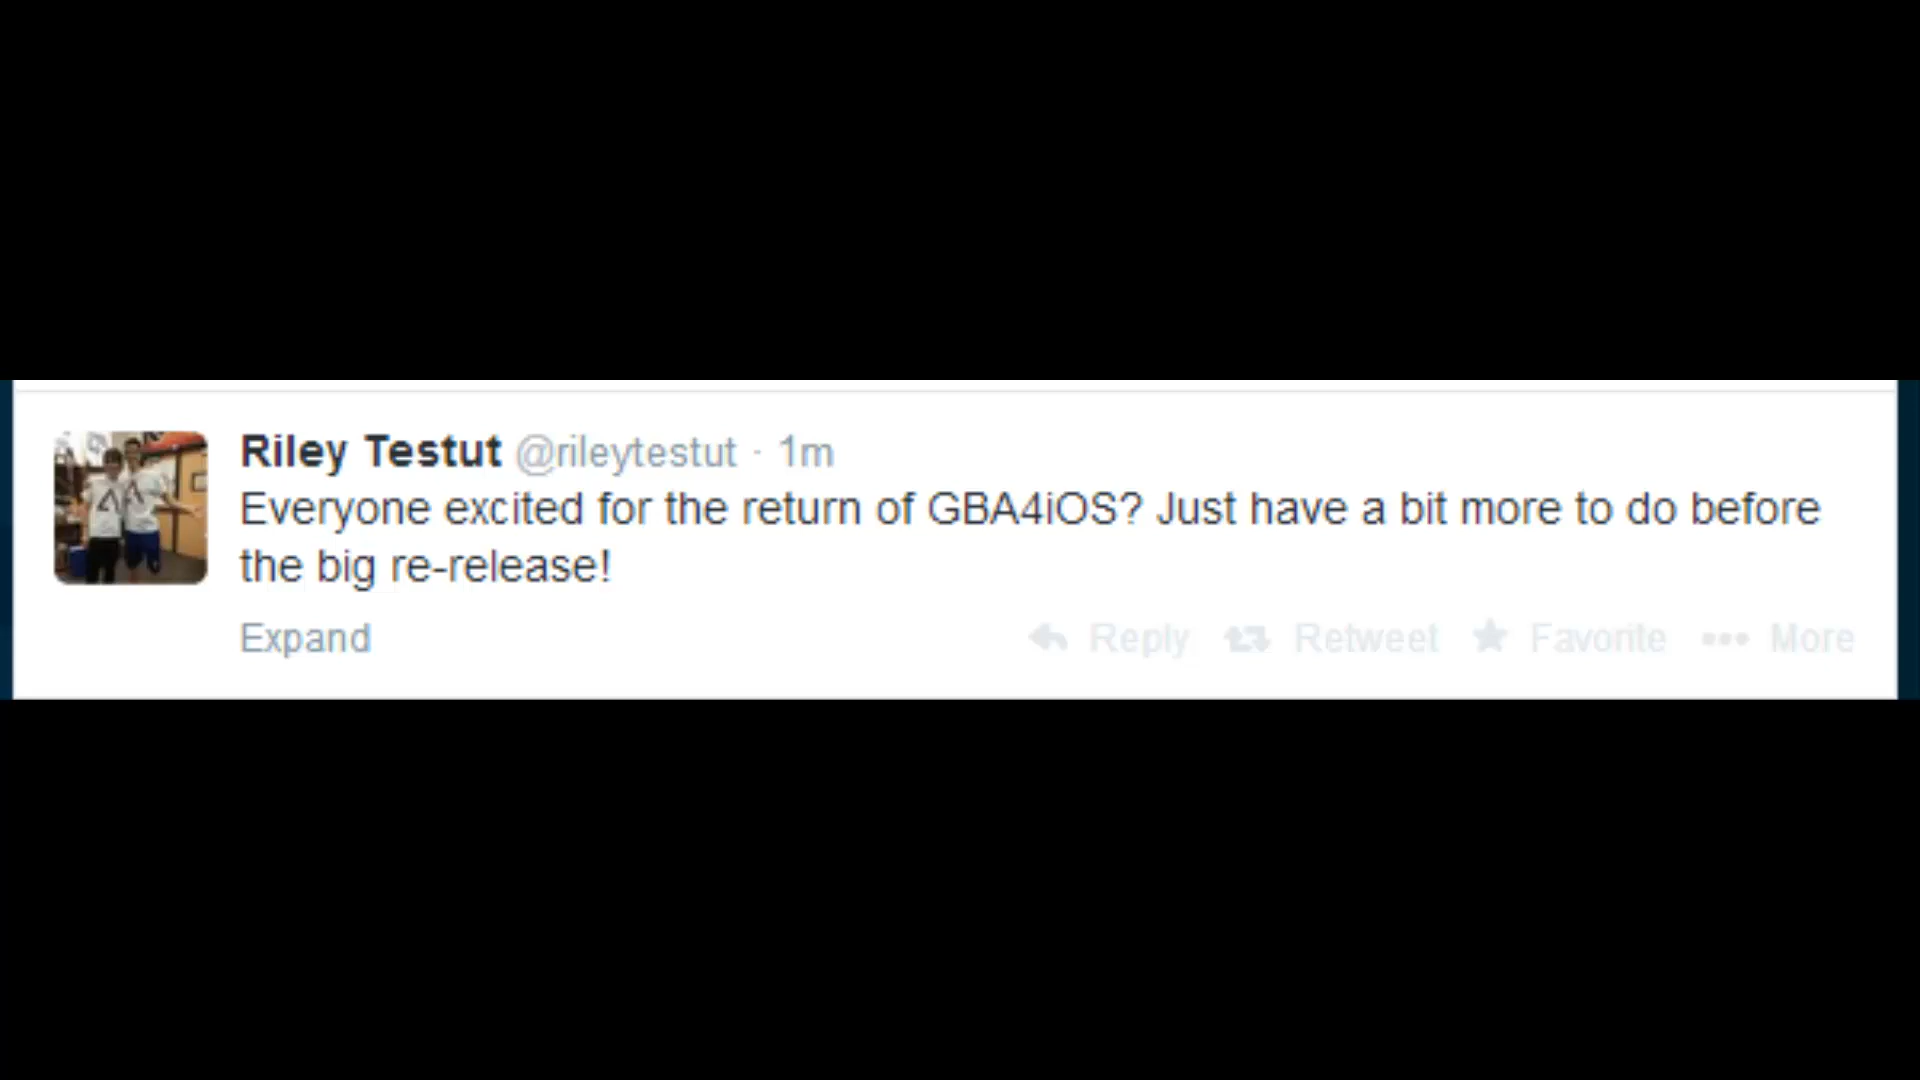 Riley Testut @rileytestut · 1m
Everyone excited for the return of GBA4iOS? Just have a bit more to do before
the big re-release!
Expand Reply Retweet Favorite More